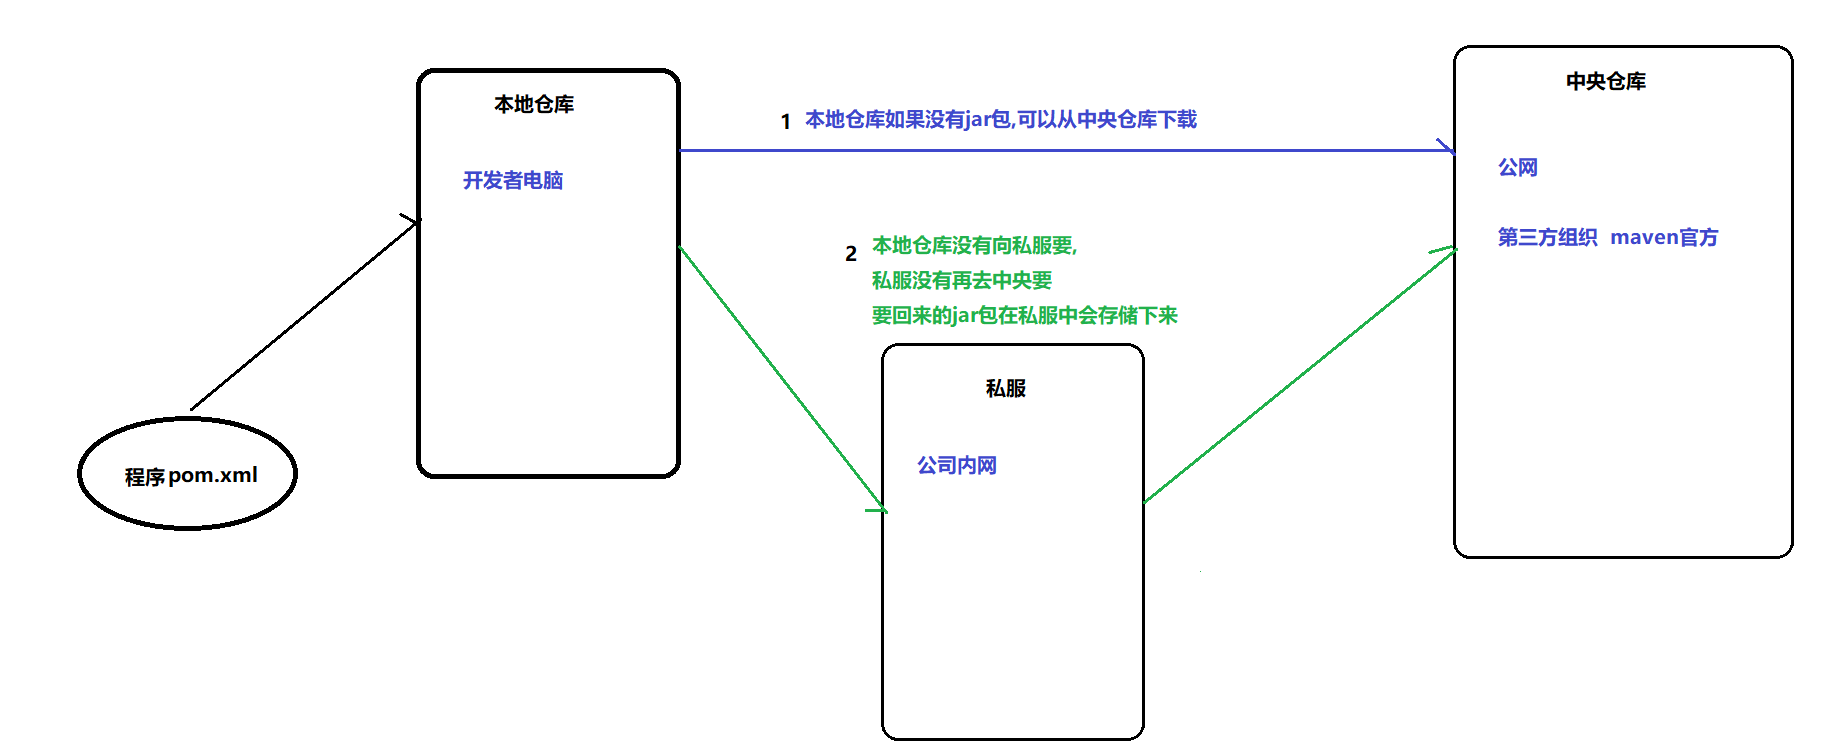 本地仓库
开发者电脑
程序pom.xml
1 本地仓库如果没有jar包,可以从中央仓库下载
2 本地仓库没有向私服要,
私服没有再去中央要
要回来的jar包在私服中会存储下来
私服
公司内网
中央仓库
公网
第三方组织 maven官方